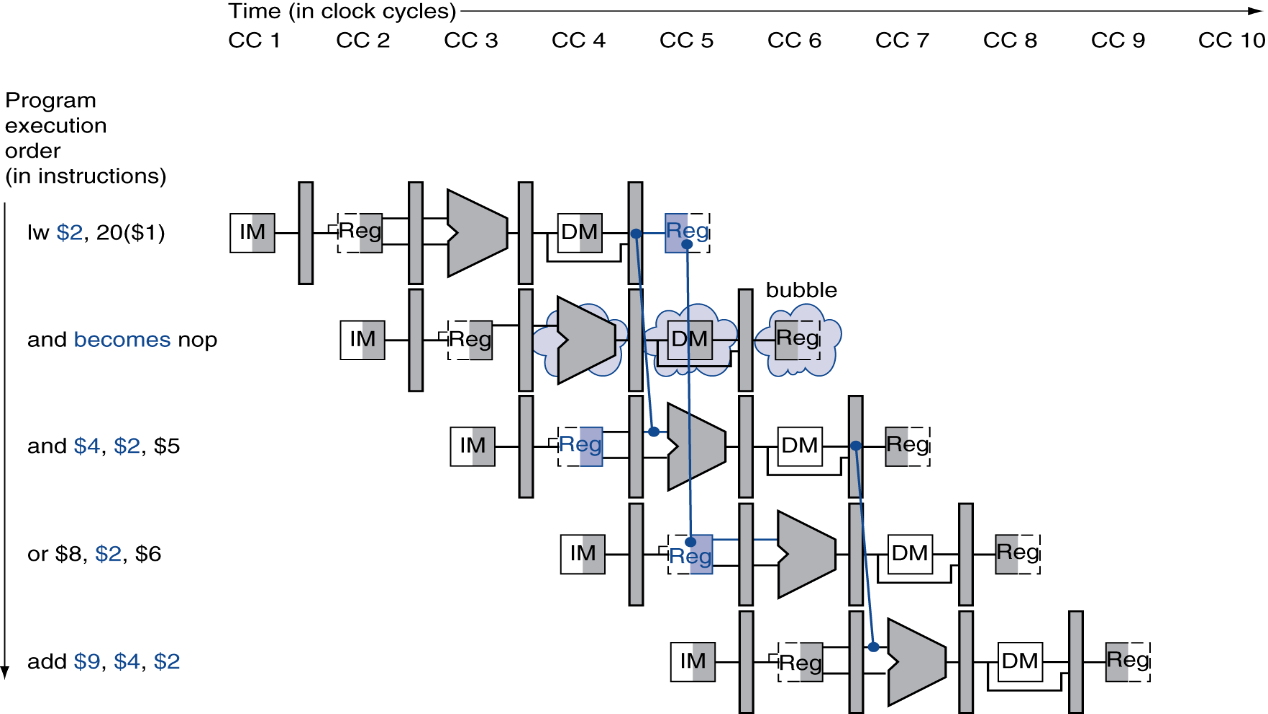 Time (in clock cycles)
CC 1 CC 2 CC 3 CC 4 CC 5 CC 6 CC 7 CC 8 CC 9 CC 10
Program
execution
order
(in instructions)
lw $2, 20($1) IM Reg DM Reg
bubble
and becomes nop IM Reg DM Reg
and $4, $2, $5 IM Reg DM Reg
or $8, $2, $6 IM Reg DM Reg
add $9, $4, $2 IM Reg DM Reg